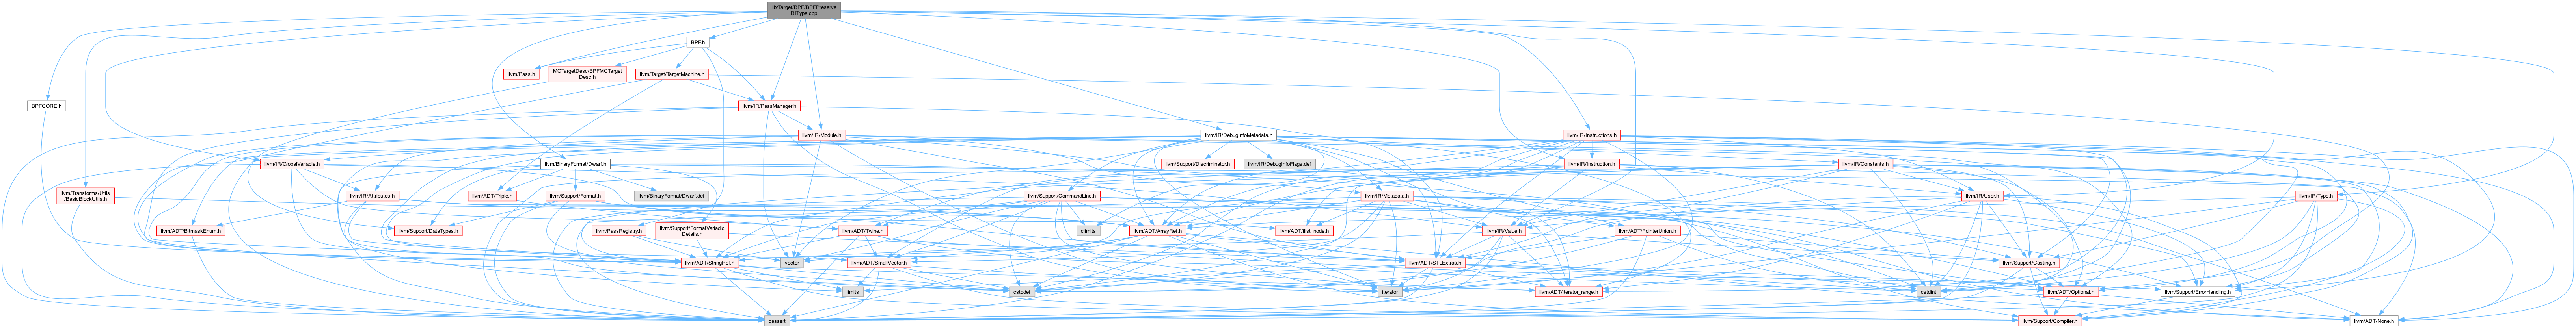 lib/Target/BPF/BPFPreserve
DIType.cpp
BPF.h
llvm/Pass.h
MCTargetDesc/BPFMCTarget
Desc.h
llvm/Target/TargetMachine.h
BPFCORE.h
llvm/IR/PassManager.h
llvm/IR/Module.h
llvm/IR/DebugInfoMetadata.h
llvm/IR/Instructions.h
llvm/IR/GlobalVariable.h
llvm/BinaryFormat/Dwarf.h
llvm/Support/Discriminator.h
llvm/IR/DebugInfoFlags.def
llvm/IR/Instruction.h
llvm/IR/Constants.h
llvm/Transforms/Utils
/BasicBlockUtils.h
llvm/IR/Attributes.h
llvm/ADT/Triple.h
llvm/Support/Format.h
llvm/BinaryFormat/Dwarf.def
llvm/Support/CommandLine.h
llvm/IR/Metadata.h
llvm/IR/User.h
llvm/IR/Type.h
llvm/ADT/BitmaskEnum.h
llvm/Support/DataTypes.h
llvm/PassRegistry.h
llvm/Support/FormatVariadic
Details.h
llvm/ADT/Twine.h
climits
llvm/ADT/ArrayRef.h
llvm/ADT/ilist_node.h
llvm/IR/Value.h
llvm/ADT/PointerUnion.h
llvm/ADT/StringRef.h
vector
llvm/ADT/SmallVector.h
llvm/ADT/STLExtras.h
llvm/Support/Casting.h
limits
cstddef
iterator
llvm/ADT/iterator_range.h
cstdint
llvm/ADT/Optional.h
llvm/Support/ErrorHandling.h
cassert
llvm/Support/Compiler.h
llvm/ADT/None.h